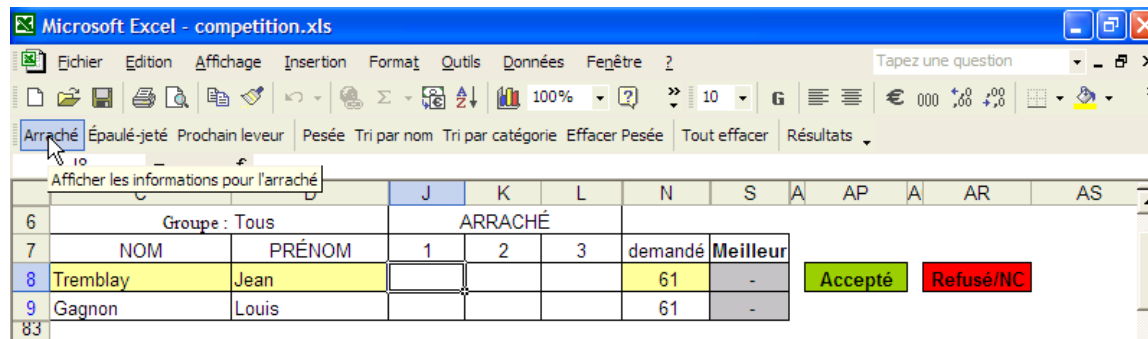 Microsoft Excel - competition.xls
Fichier Edition Affichage Insertion Format Outils Données Fenêtre ? Tapez une question
100% 10 G € 000
Arraché Épaulé-jeté Prochain leveur Pesée Tri par nom Tri par catégorie Effacer Pesée Tout effacer Résultats
Afficher les informations pour l'arraché
J K L N S A AP A AR AS
6 Groupe : Tous ARRACHÉ
7 NOM PRÉNOM 1 2 3 demandé Meilleur
8 Tremblay Jean 61 - Accepté Refusé/NC
9 Gagnon Louis 61 -
83